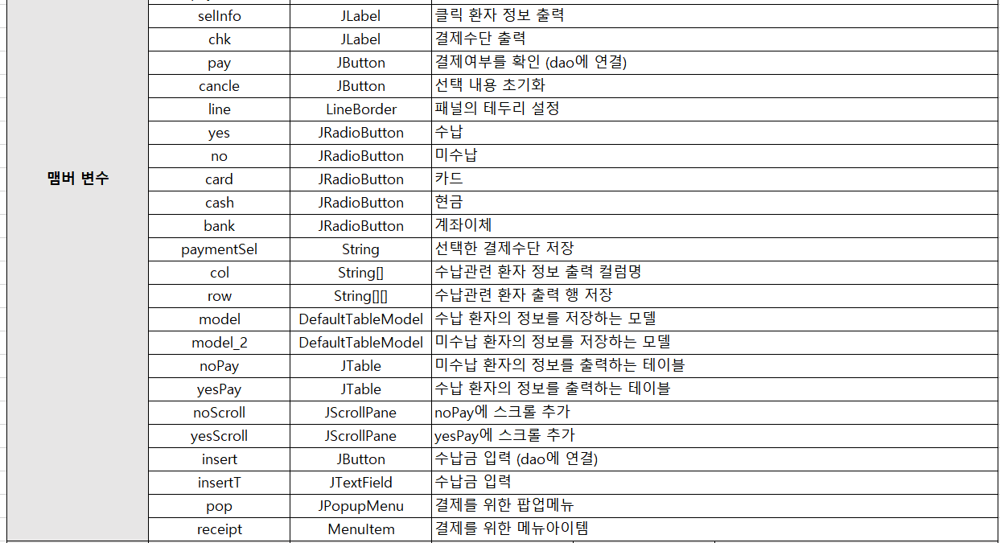 selInfo JLabel 클릭 환자 정보 출력
chk JLabel 결제수단 출력
pay JButton 결제여부를 확인 (dao에 연결)
cancle JButton 선택 내용 초기화
line LineBorder 패널의 테두리 설정
yes JRadioButton 수납
no JRadioButton 미수납
맴버 변수 card JRadioButton 카드
cash JRadioButton 현금
bank JRadioButton 계좌이체
paymentSel String 선택한 결제수단 저장
col String[] 수납관련 환자 정보 출력 컬럼명
row String[][] 수납관련 환자 출력 행 저장
model DefaultTableModel 수납 환자의 정보를 저장하는 모델
model_2 DefaultTableModel 미수납 환자의 정보를 저장하는 모델
noPay JTable 미수납 환자의 정보를 출력하는 테이블
yesPay JTable 수납 환자의 정보를 출력하는 테이블
noScroll JScrollPane noPay에 스크롤 추가
yesScroll JScrollPane yesPay에 스크롤 추가
insert JButton 수납금 입력 (dao에 연결)
insertT JTextField 수납금 입력
pop JPopupMenu 결제를 위한 팝업메뉴
receipt MenuItem 결제를 위한 메뉴아이템